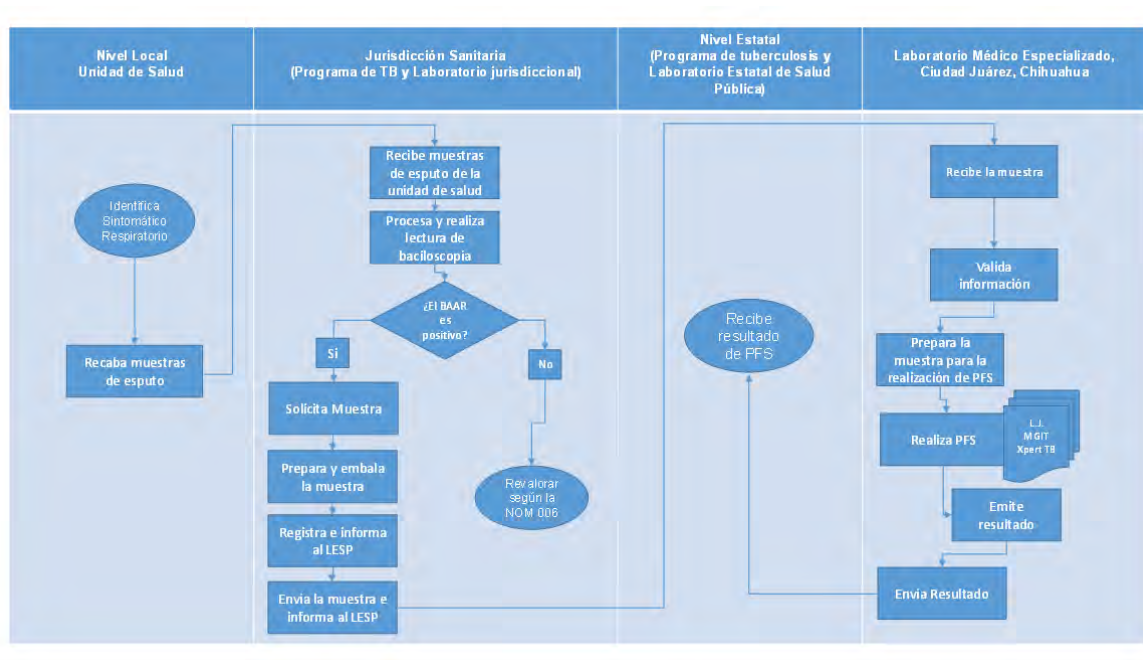 Nivel Local
Unidad de Salud
Jurisdicción Sanitaria
(Programa de TB y Laboratorio jurisdiccional)
Nivel Estatal
(Programa de tuberculosis y
Laboratorio Estatal de Salud
Pública)
Laboratorio Médico Especializado,
Ciudad Juárez, Chihuahua
Identifica
Sintomático
Respiratorio
Recaba muestras
de esputo
Recibe muestras
de esputo de la
unidad de salud
Procesa y realiza
lectura de
baciloscopia
¿El BAAR
es
positivo?
Si
No
Solicita Muestra
Prepara y embala
la muestra
Registra e informa
al LESP
Envia la muestra e
informa al LESP
Revalorar
según la
NOM 006
Recibe
resultado
de PFS
Recibe la muestra
Valida
información
Prepara la
muestra para la
realización de PFS
Realiza PFS
L.J.
MGIT
Xpert TB
Emite
resultado
Envia Resultado